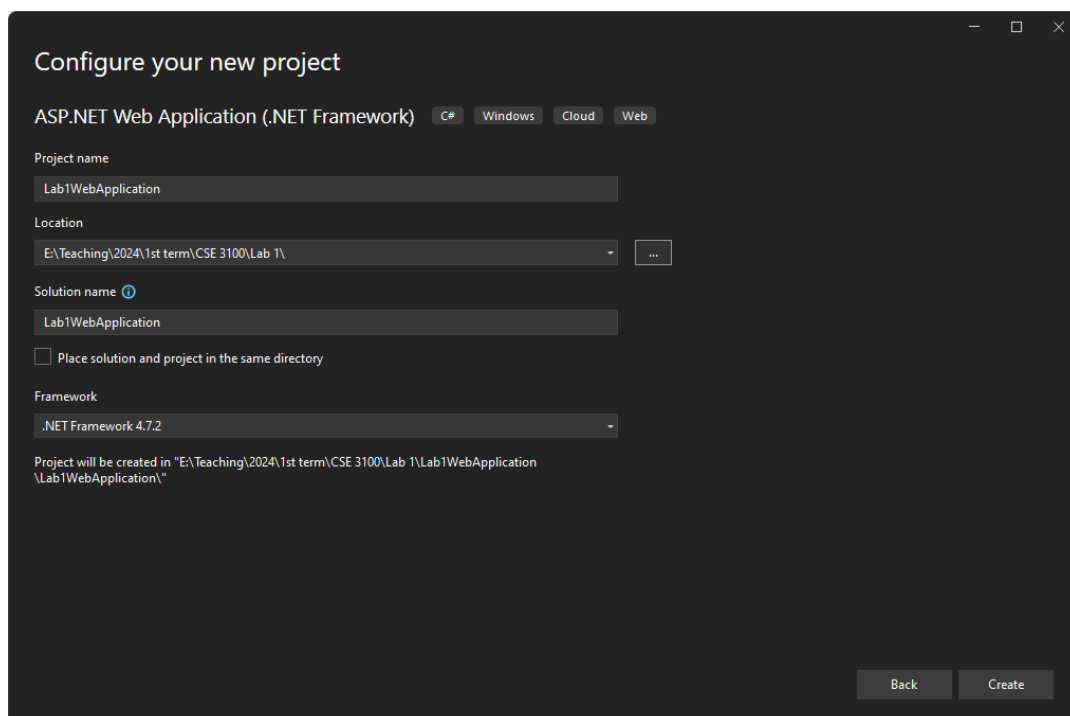 Configure your new project
ASP.NET Web Application (.NET Framework) C# Windows Cloud Web
Project name
Lab1WebApplication
Location
E:\Teaching\2024\1st term\CSE 3100\Lab 1\
...
Solution name
Lab1WebApplication
Place solution and project in the same directory
Framework
.NET Framework 4.7.2
Project will be created in "E:\Teaching\2024\1st term\CSE 3100\Lab 1\Lab1WebApplication
\Lab1WebApplication\"
Back Create